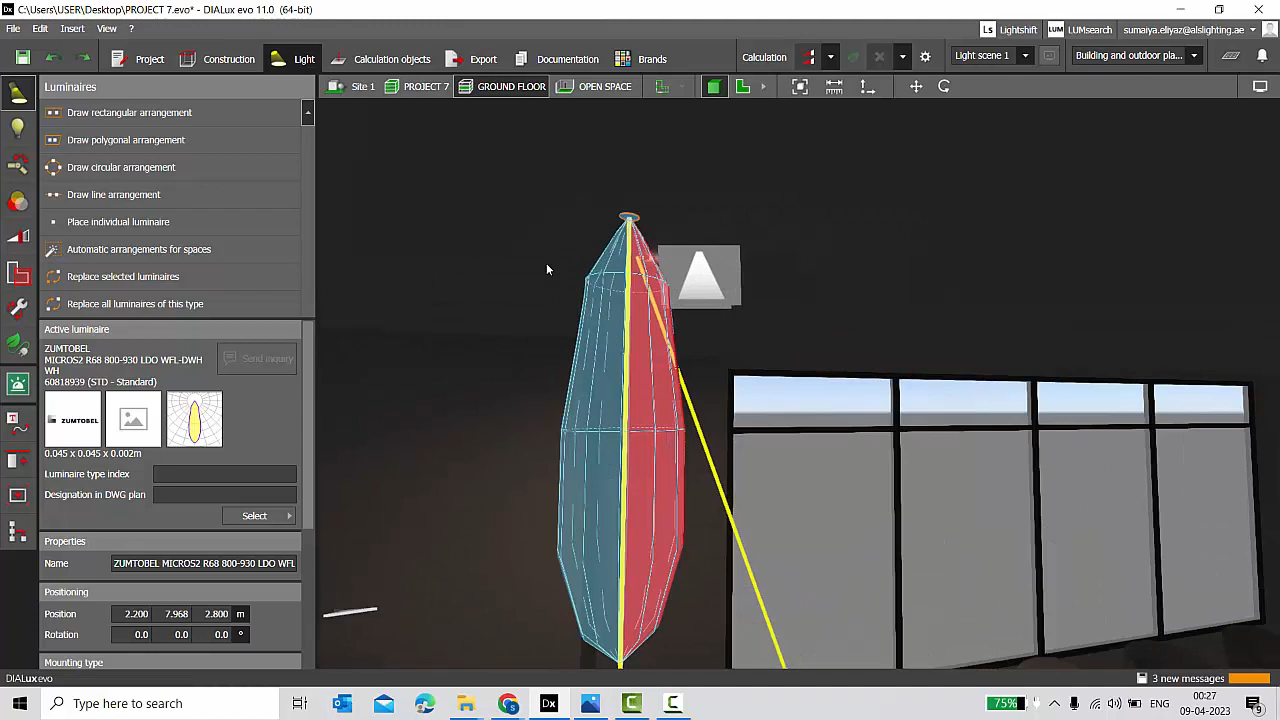 C:\Users\USER\Desktop\PROJECT 7.evo* - DIALux evo 11.0 (64-bit)
File Edit Insert View ?
Lightshift LUMsearch sumaiya.eliyaz@alslighting.ae
Project Construction Light Calculation objects Export Documentation Brands Calculation Light scene 1 Building and outdoor pla...
Luminaires
Site 1 PROJECT 7 GROUND FLOOR OPEN SPACE
Draw rectangular arrangement
Draw polygonal arrangement
Draw circular arrangement
Draw line arrangement
Place individual luminaire
Automatic arrangements for spaces
Replace selected luminaires
Replace all luminaires of this type
Active luminaire
ZUMTOBEL
MICROS2 R68 800-930 LDO WFL-DWH
WH
Send inquiry
60818939 (STD - Standard)
ZUMTOBEL
0.045 x 0.045 x 0.002m
Luminaire type index
Designation in DWG plan
Select
Properties
Name ZUMTOBEL MICROS2 R68 800-930 LDO WFL
Positioning
Position 2.200 7.968 2.800 m
Rotation 0.0 0.0 0.0 °
Mounting type
DIALux evo
3 new messages
Type here to search
75%
ENG
00:27
09-04-2023
9